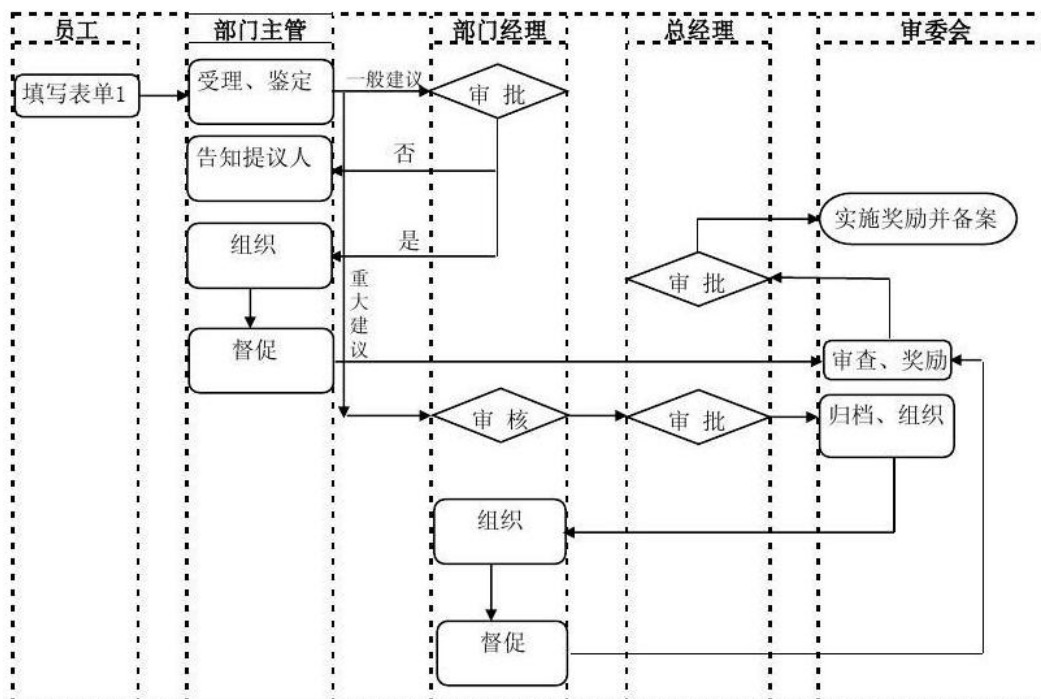 员工
部门主管
部门经理
总经理
审委会
填写表单1
受理、鉴定
一般建议
审 批
告知提议人
否
实施奖励并备案
组织
是
审 批
重大建议
督促
审查、奖励
审 核
审 批
归档、组织
组织
督促